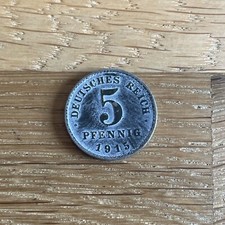 DEUTSCHES REICH
5
PFENNIG
1915